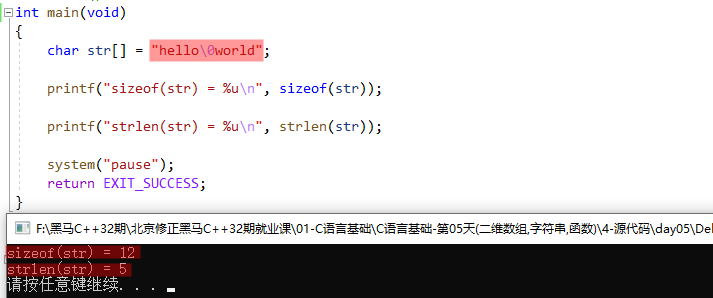 int main(void)
{
char str[] = "hello\0world";
printf("sizeof(str) = %u\n", sizeof(str));
printf("strlen(str) = %u\n", strlen(str));
system("pause");
return EXIT_SUCCESS;
}
F:\黑马C++32期\北京修正黑马C++32期就业课\01-C语言基础\C语言基础-第05天(二维数组,字符串,函数)\4-源代码\day05\Del
sizeof(str) = 12
strlen(str) = 5
请按任意键继续. . .